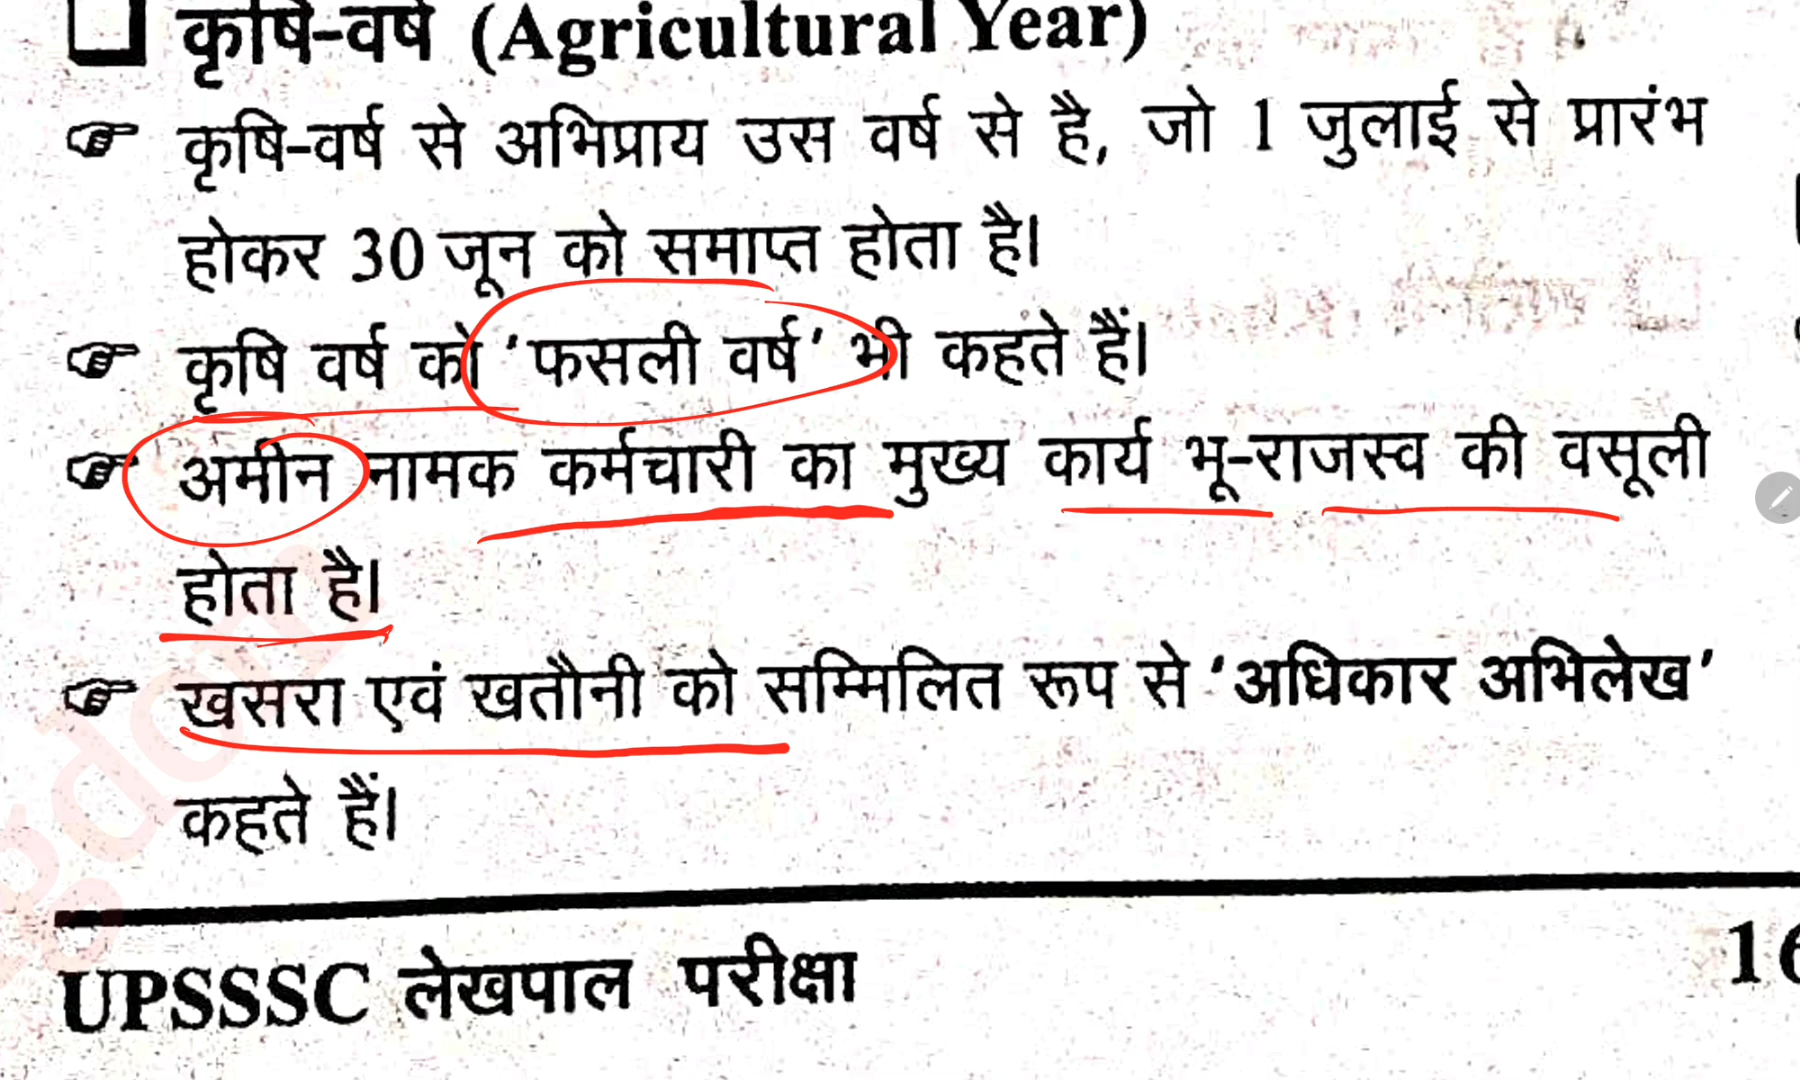 कृषि-वर्ष (Agricultural Year)
कृषि-वर्ष से अभिप्राय उस वर्ष से है, जो 1 जुलाई से प्रारंभ
होकर 30 जून को समाप्त होता है।
कृषि वर्ष को 'फसली वर्ष' भी कहते हैं।
अमीन नामक कर्मचारी का मुख्य कार्य भू-राजस्व की वसूली
होता है।
खसरा एवं खतौनी को सम्मिलित रूप से 'अधिकार अभिलेख'
कहते हैं।
UPSSSC लेखपाल परीक्षा